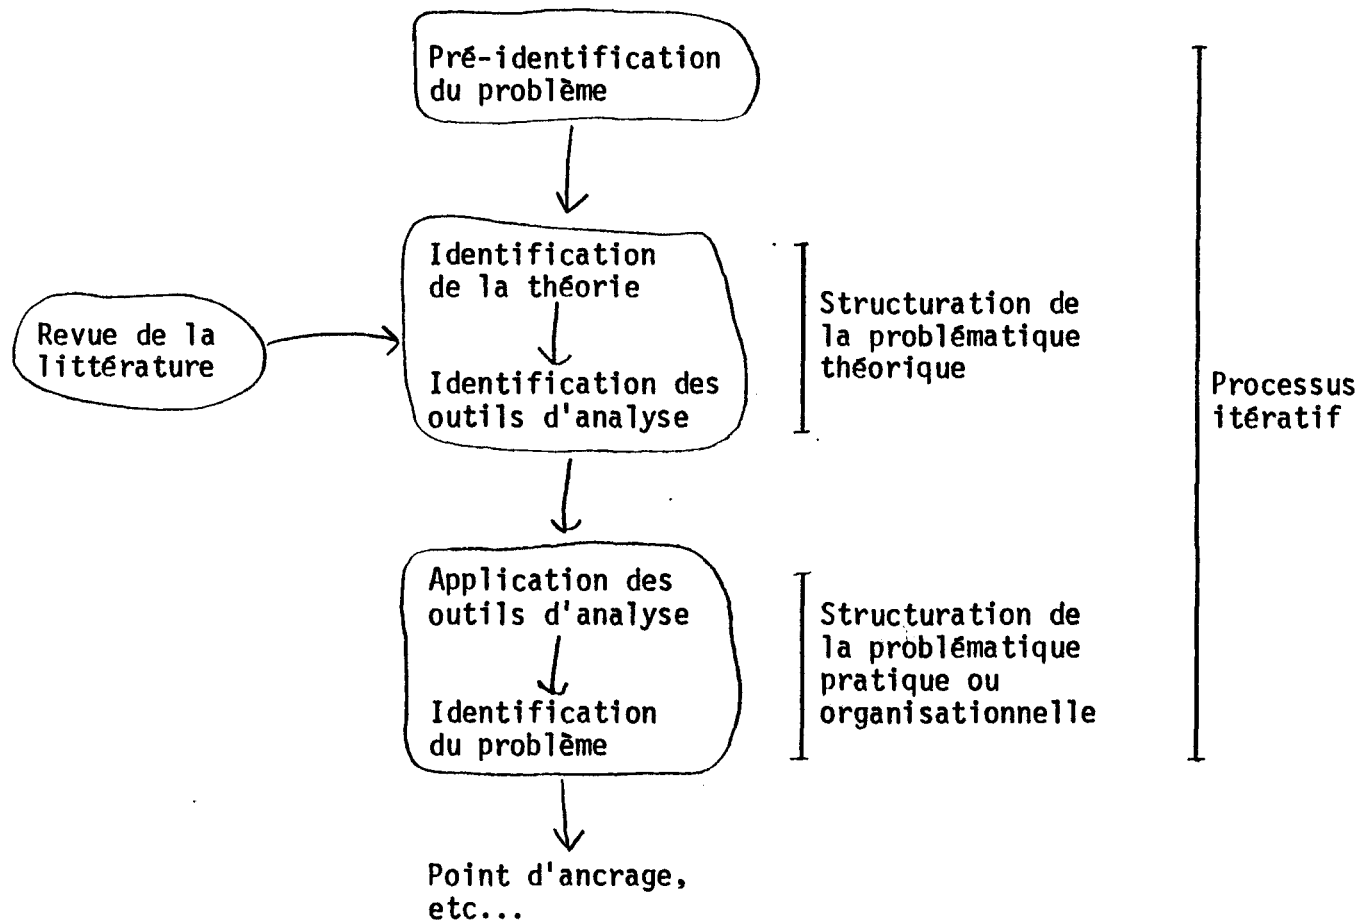 Pré-identification
du problème
Identification
de la théorie
Revue de la
littérature
Identification des
outils d'analyse
Structuration de
la problématique
théorique
Processus
itératif
Application des
outils d'analyse
Identification
du problème
Structuration de
la problématique
pratique ou
organisationnelle
Point d'ancrage,
etc...